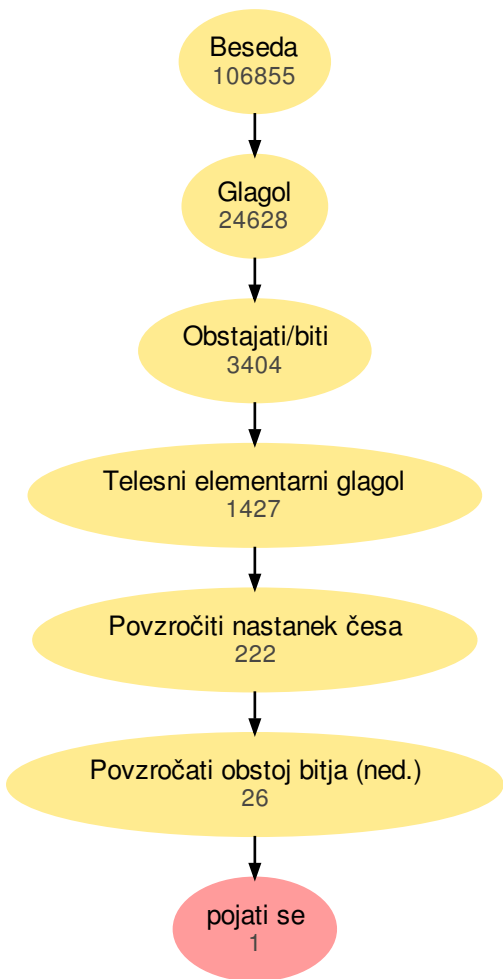 Beseda
106855
Glagol
24628
Obstajati/biti
3404
Telesni elementarni glagol
1427
Povzročiti nastanek česa
222
Povzročati obstoj bitja (ned.)
26
pojati se
1